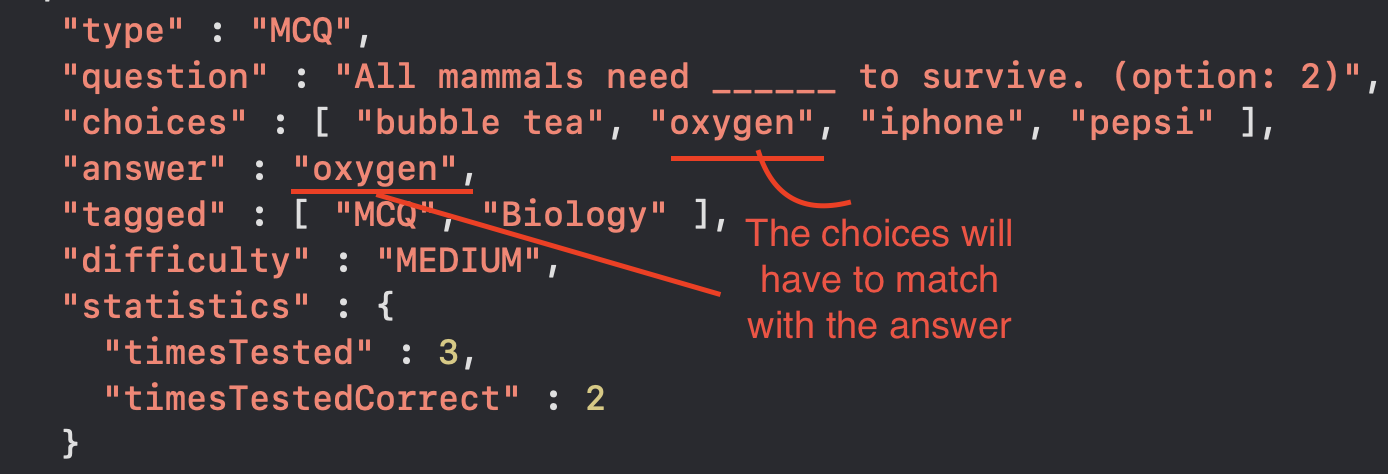 "type" : "MCQ",
"question" : "All mammals need ______ to survive. (option: 2)",
"choices" : [ "bubble tea", "oxygen", "iphone", "pepsi" ],
"answer" : "oxygen",
"tagged" : [ "MCQ", "Biology" ],
"difficulty" : "MEDIUM",
"statistics" : {
"timesTested" : 3,
"timesTestedCorrect" : 2
}
The choices will
have to match
with the answer